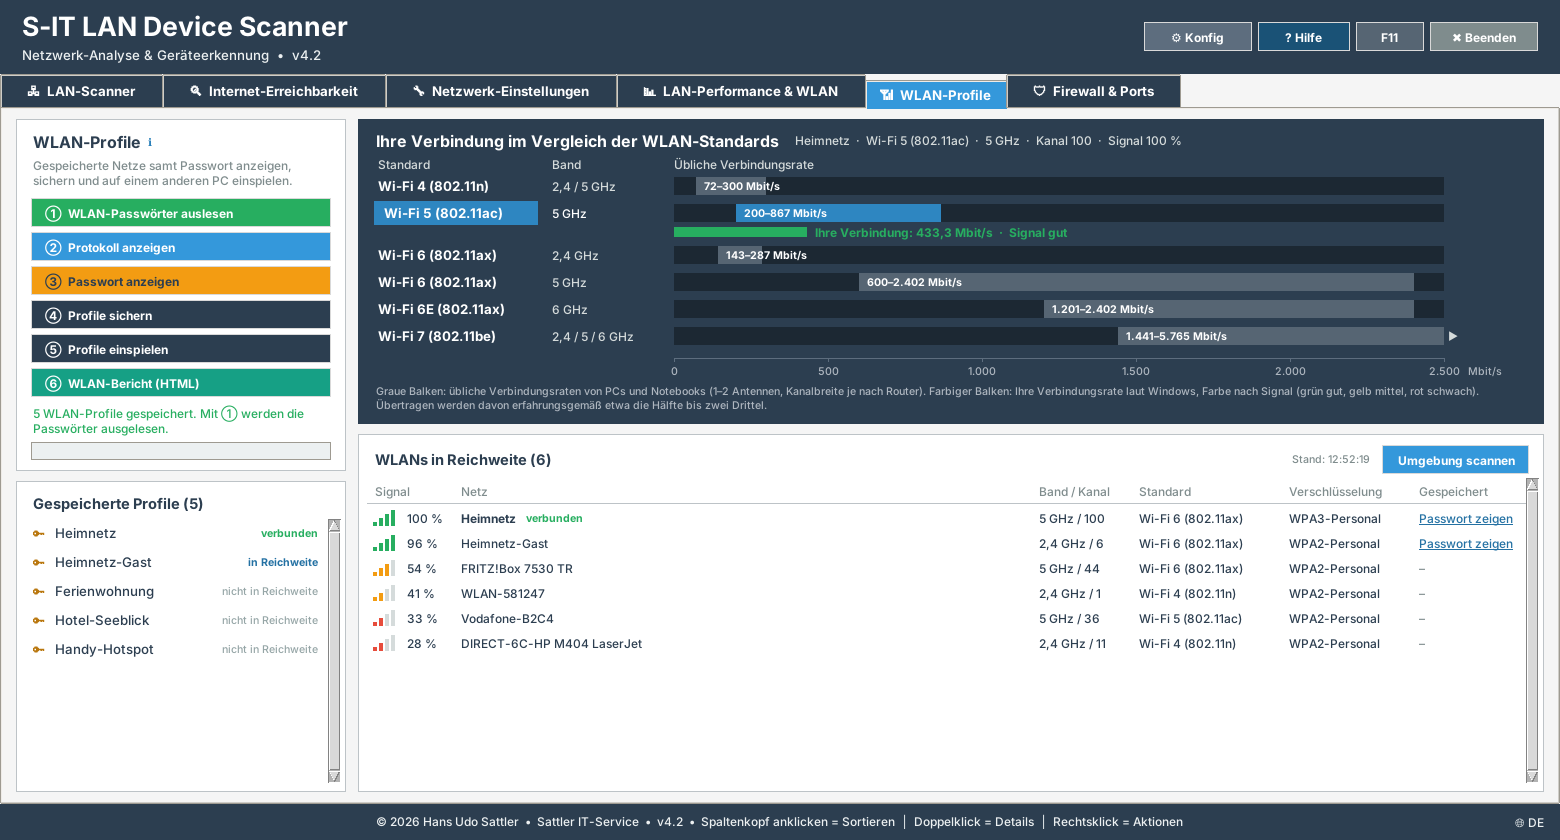 S-IT LAN Device Scanner
Netzwerk-Analyse & Geräteerkennung • v4.2
⚙ Konfig
? Hilfe
F11
✖ Beenden
LAN-Scanner
Internet-Erreichbarkeit
Netzwerk-Einstellungen
LAN-Performance & WLAN
WLAN-Profile
Firewall & Ports
WLAN-Profile ℹ
Gespeicherte Netze samt Passwort anzeigen,
sichern und auf einem anderen PC einspielen.
① WLAN-Passwörter auslesen
② Protokoll anzeigen
③ Passwort anzeigen
④ Profile sichern
⑤ Profile einspielen
⑥ WLAN-Bericht (HTML)
5 WLAN-Profile gespeichert. Mit ① werden die
Passwörter ausgelesen.
Gespeicherte Profile (5)
Heimnetz verbunden
Heimnetz-Gast in Reichweite
Ferienwohnung nicht in Reichweite
Hotel-Seeblick nicht in Reichweite
Handy-Hotspot nicht in Reichweite
Ihre Verbindung im Vergleich der WLAN-Standards Heimnetz · Wi-Fi 5 (802.11ac) · 5 GHz · Kanal 100 · Signal 100 %
Standard Band Übliche Verbindungsrate
Wi-Fi 4 (802.11n) 2,4 / 5 GHz 72–300 Mbit/s
Wi-Fi 5 (802.11ac) 5 GHz 200–867 Mbit/s
Ihre Verbindung: 433,3 Mbit/s · Signal gut
Wi-Fi 6 (802.11ax) 2,4 GHz 143–287 Mbit/s
Wi-Fi 6 (802.11ax) 5 GHz 600–2.402 Mbit/s
Wi-Fi 6E (802.11ax) 6 GHz 1.201–2.402 Mbit/s
Wi-Fi 7 (802.11be) 2,4 / 5 / 6 GHz 1.441–5.765 Mbit/s
0 500 1.000 1.500 2.000 2.500 Mbit/s
Graue Balken: übliche Verbindungsraten von PCs und Notebooks (1–2 Antennen, Kanalbreite je nach Router). Farbiger Balken: Ihre Verbindungsrate laut Windows, Farbe nach Signal (grün gut, gelb mittel, rot schwach).
Übertragen werden davon erfahrungsgemäß etwa die Hälfte bis zwei Drittel.
WLANs in Reichweite (6) Stand: 12:52:19 Umgebung scannen
Signal Netz Band / Kanal Standard Verschlüsselung Gespeichert
100 % Heimnetz verbunden 5 GHz / 100 Wi-Fi 6 (802.11ax) WPA3-Personal Passwort zeigen
96 % Heimnetz-Gast 2,4 GHz / 6 Wi-Fi 6 (802.11ax) WPA2-Personal Passwort zeigen
54 % FRITZ!Box 7530 TR 5 GHz / 44 Wi-Fi 6 (802.11ax) WPA2-Personal –
41 % WLAN-581247 2,4 GHz / 1 Wi-Fi 4 (802.11n) WPA2-Personal –
33 % Vodafone-B2C4 5 GHz / 36 Wi-Fi 5 (802.11ac) WPA2-Personal –
28 % DIRECT-6C-HP M404 LaserJet 2,4 GHz / 11 Wi-Fi 4 (802.11n) WPA2-Personal –
© 2026 Hans Udo Sattler • Sattler IT-Service • v4.2 • Spaltenkopf anklicken = Sortieren │ Doppelklick = Details │ Rechtsklick = Aktionen
🌐 DE